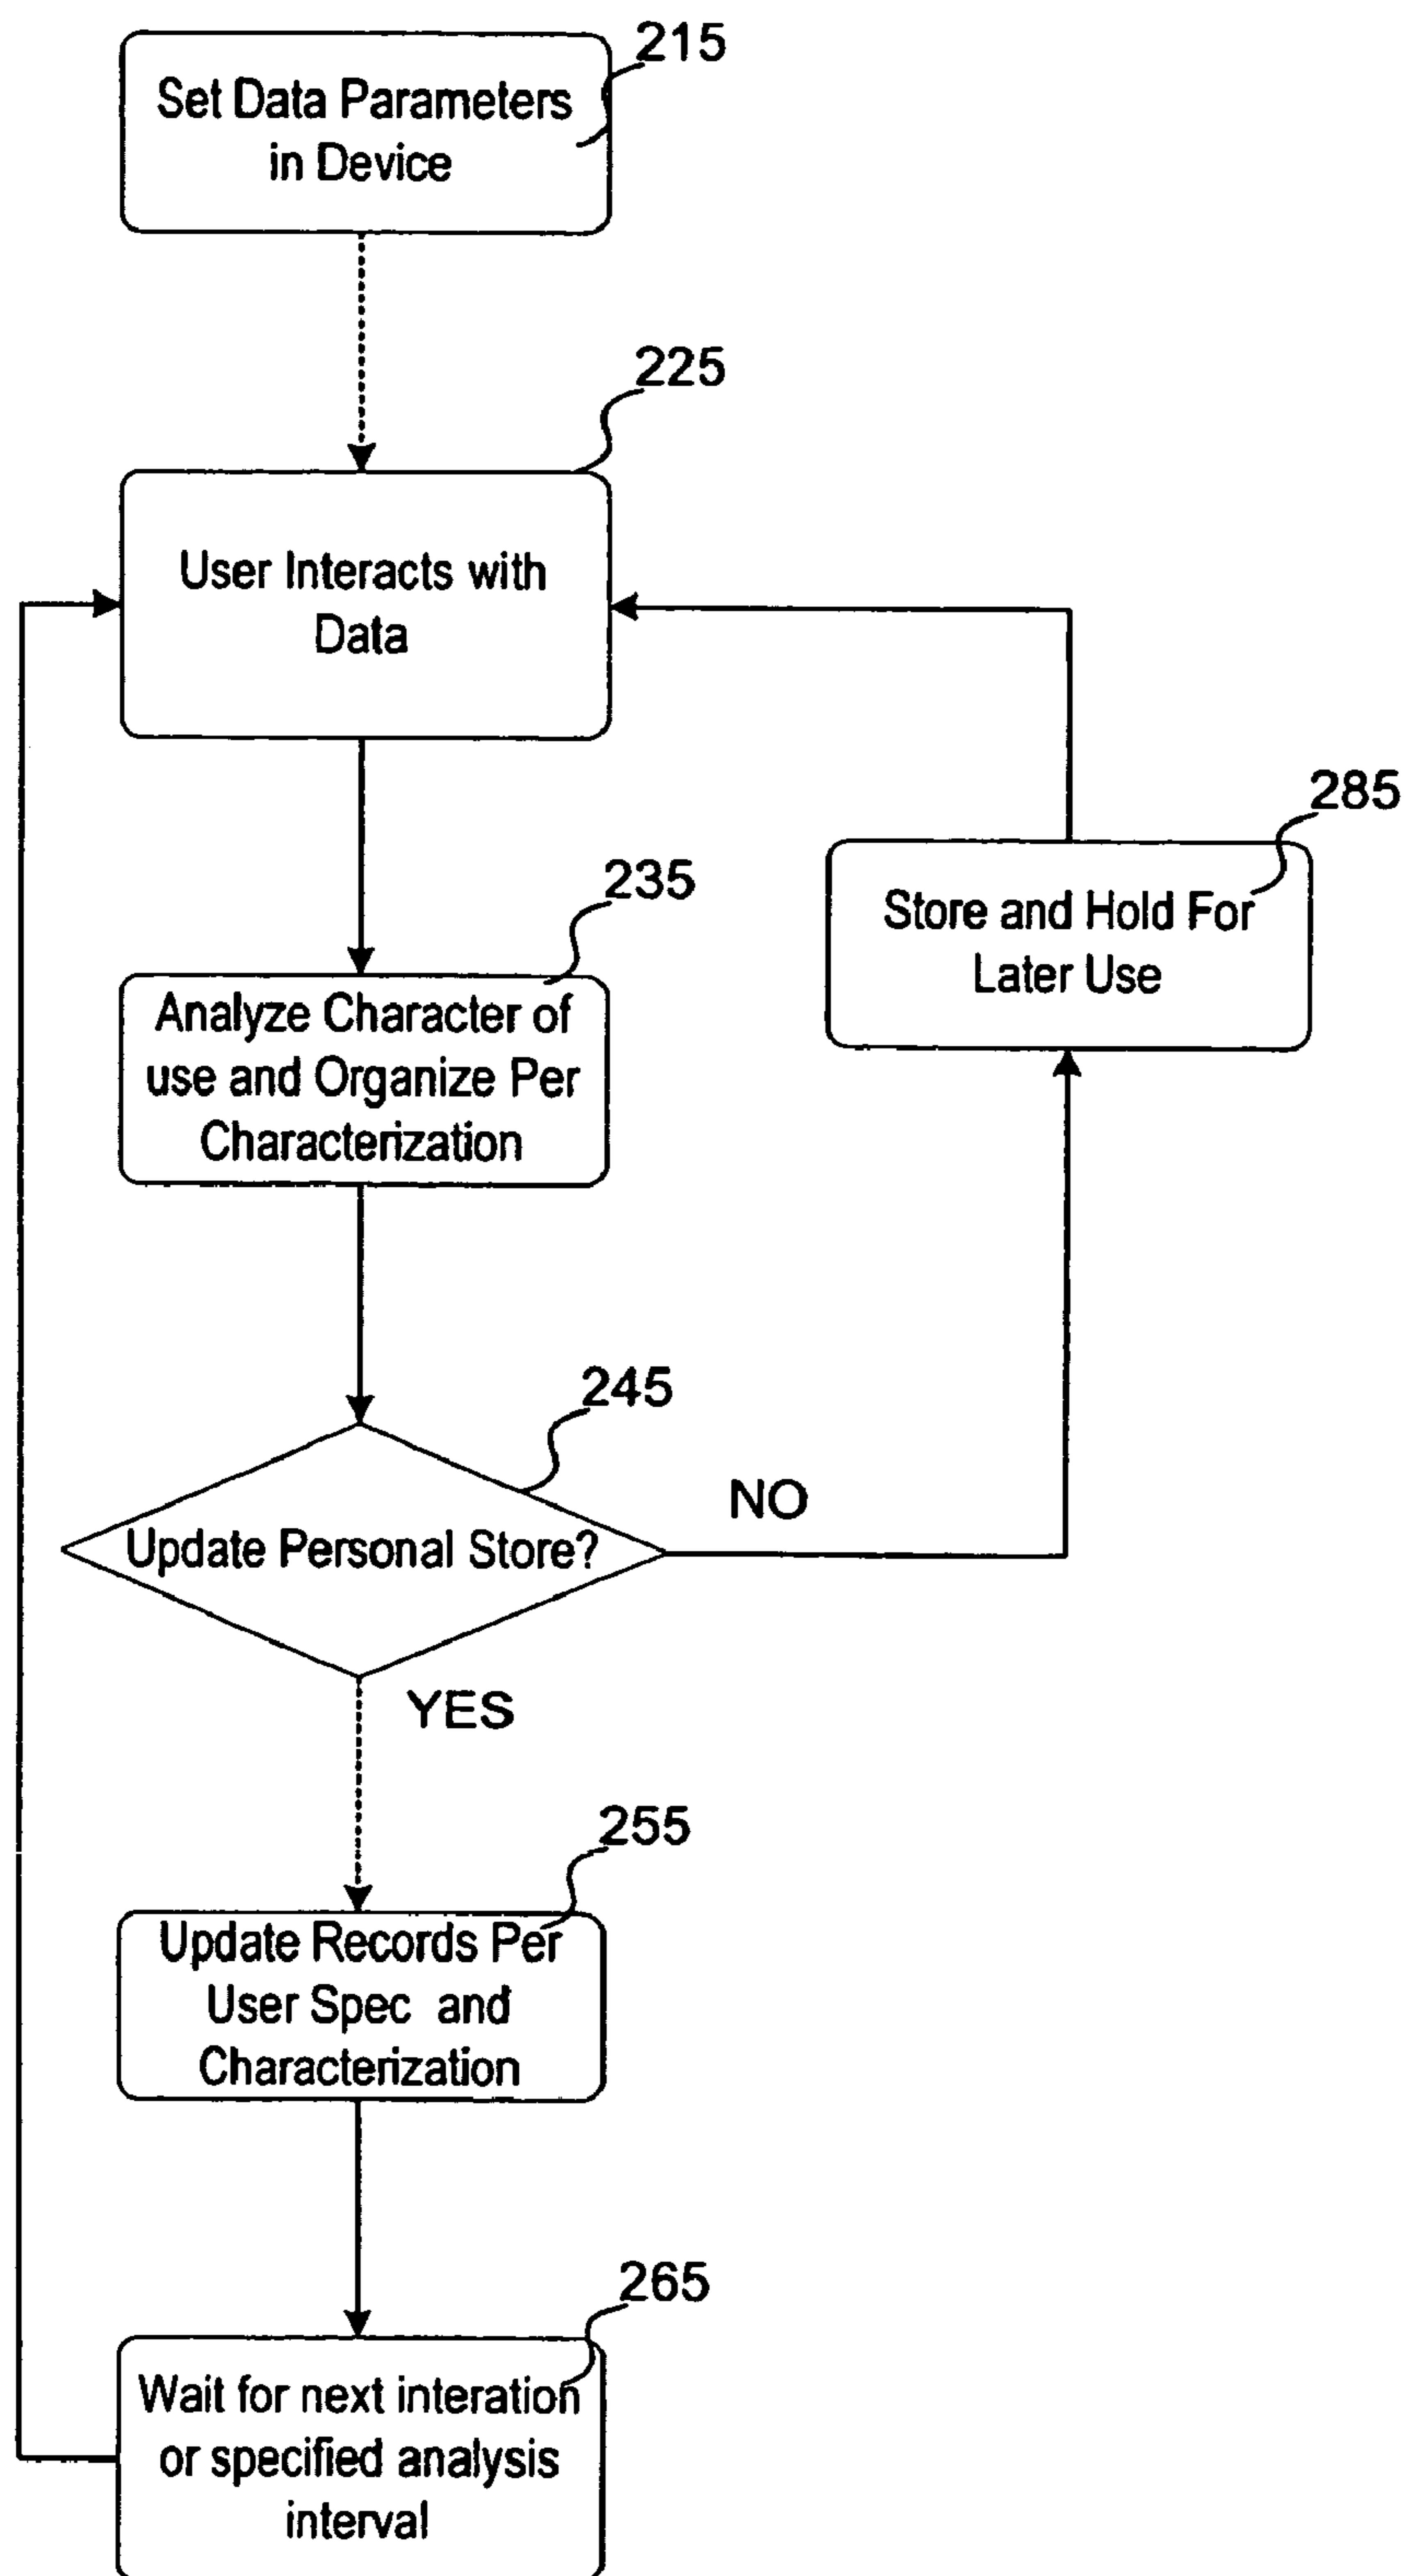 215
Set Data Parameters
in Device
225
User Interacts with
Data
285
Store and Hold For
Later Use
235
Analyze Character of
use and Organize Per
Characterization
245
Update Personal Store?
NO
YES
255
Update Records Per
User Spec and
Characterization
265
Wait for next interation
or specified analysis
interval